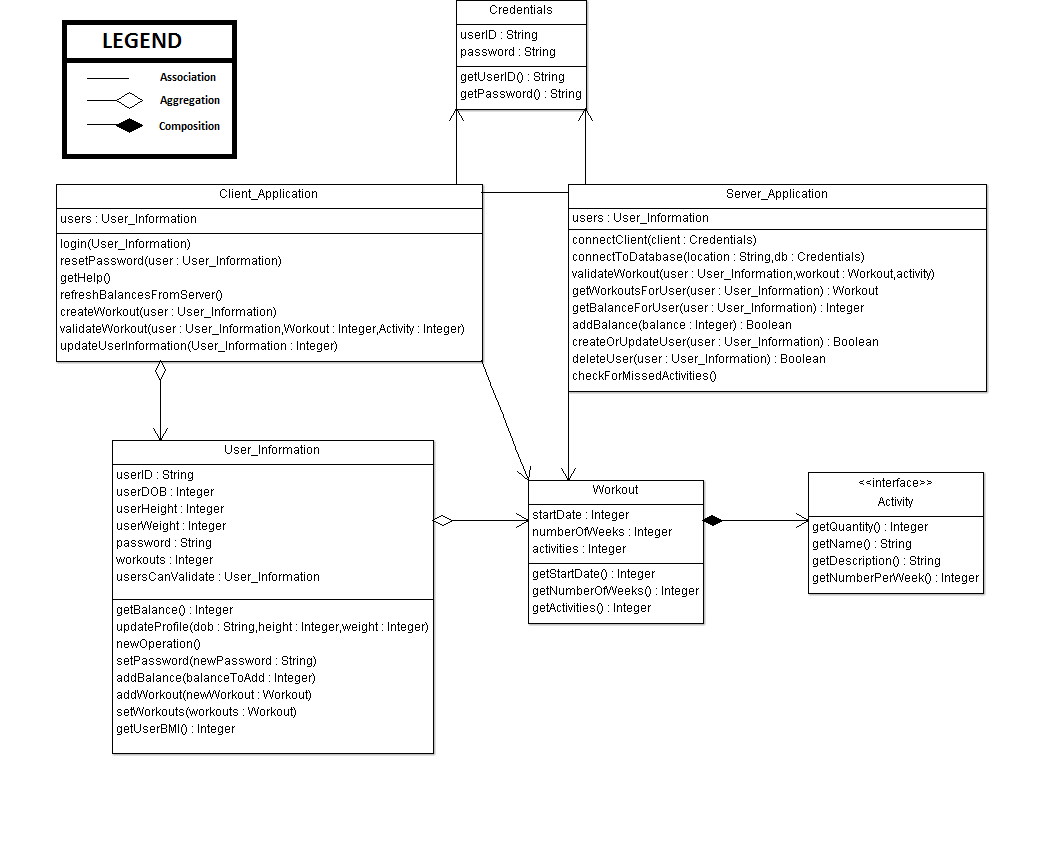 Credentials
userID : String
password : String
getUserID() : String
getPassword() : String
LEGEND
Association
Aggregation
Composition
Client_Application
users : User_Information
login(User_Information)
resetPassword(user : User_Information)
getHelp()
refreshBalancesFromServer()
createWorkout(user : User_Information)
validateWorkout(user : User_Information,Workout : Integer,Activity : Integer)
updateUserInformation(User_Information : Integer)
Server_Application
users : User_Information
connectClient(client : Credentials)
connectToDatabase(location : String,db : Credentials)
validateWorkout(user : User_Information,workout : Workout,activity)
getWorkoutsForUser(user : User_Information) : Workout
getBalanceForUser(user : User_Information) : Integer
addBalance(balance : Integer) : Boolean
createOrUpdateUser(user : User_Information) : Boolean
deleteUser(user : User_Information) : Boolean
checkForMissedActivities()
User_Information
userID : String
userDOB : Integer
userHeight : Integer
userWeight : Integer
password : String
workouts : Integer
usersCanValidate : User_Information
getBalance() : Integer
updateProfile(dob : String,height : Integer,weight : Integer)
newOperation()
setPassword(newPassword : String)
addBalance(balanceToAdd : Integer)
addWorkout(newWorkout : Workout)
setWorkouts(workouts : Workout)
getUserBMI() : Integer
Workout
startDate : Integer
numberOfWeeks : Integer
activities : Integer
getStartDate() : Integer
getNumberOfWeeks() : Integer
getActivities() : Integer
<<interface>>
Activity
getQuantity() : Integer
getName() : String
getDescription() : String
getNumberPerWeek() : Integer